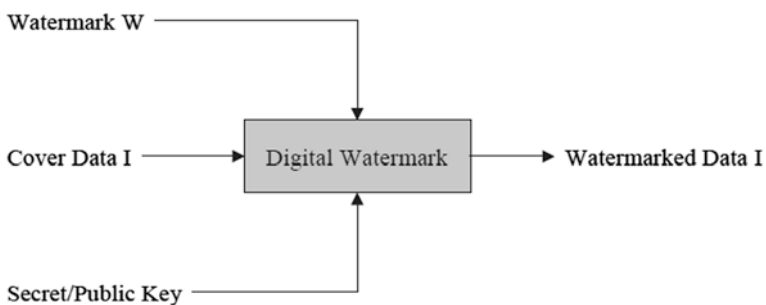 Watermark W
Cover Data I
Digital Watermark
Watermarked Data I
Secret/Public Key